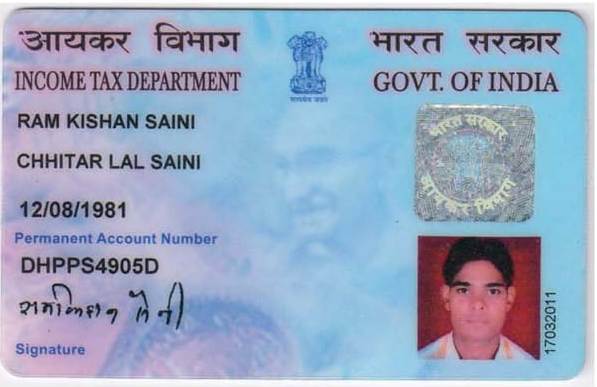 आयकर विभाग
INCOME TAX DEPARTMENT
भारत सरकार
GOVT. OF INDIA
सत्यमेव जयते
RAM KISHAN SAINI
CHHITAR LAL SAINI
भारत सरकार
आयकर विभाग
12/08/1981
Permanent Account Number
DHPPS4905D
रामकिशन सैनी
Signature
17032011